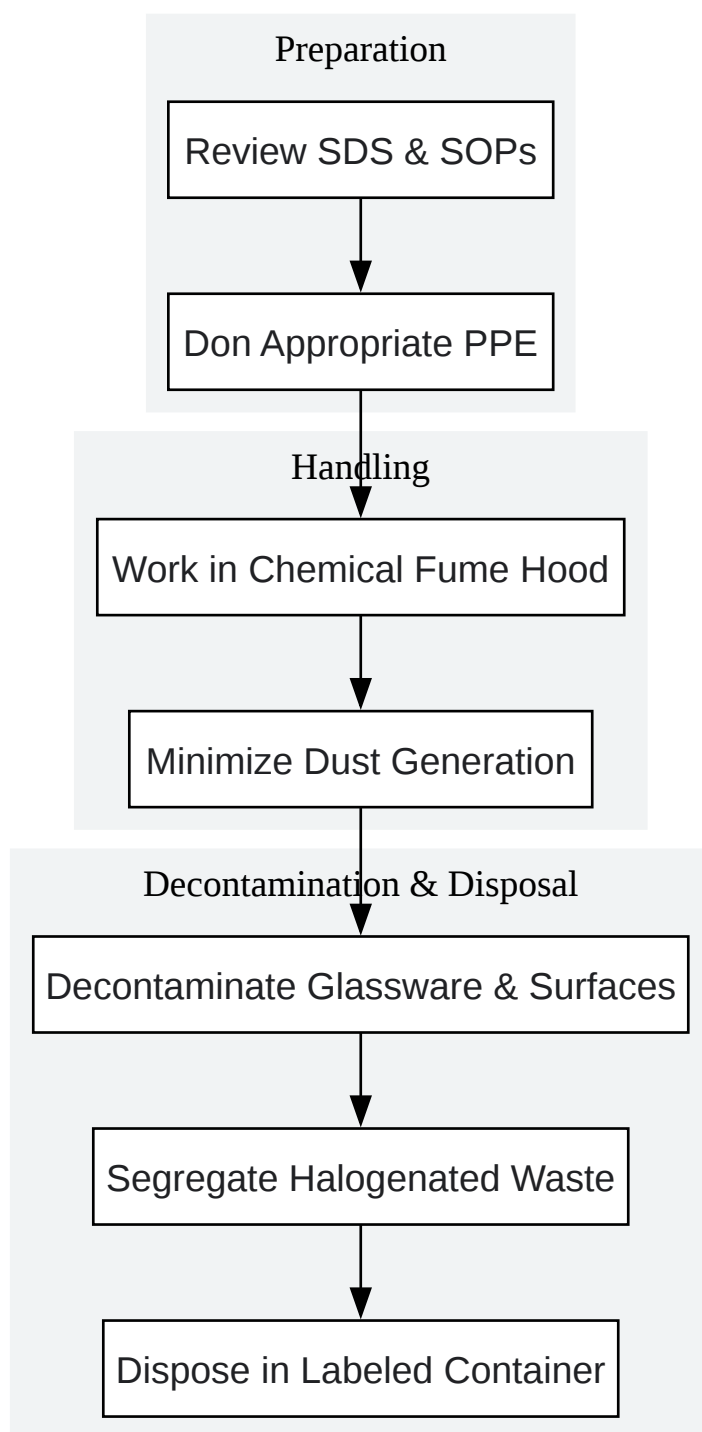 Preparation
Review SDS & SOPs
Don Appropriate PPE
Handling
Work in Chemical Fume Hood
Minimize Dust Generation
Decontamination & Disposal
Decontaminate Glassware & Surfaces
Segregate Halogenated Waste
Dispose in Labeled Container